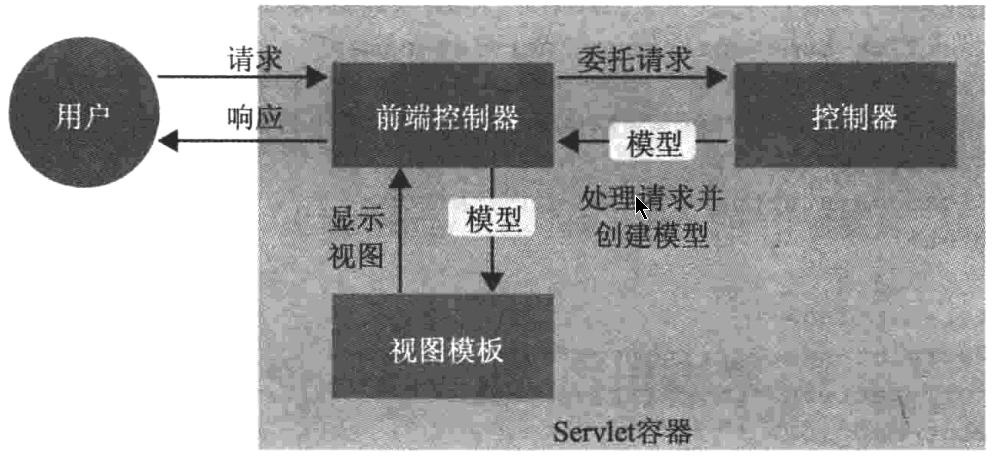 请求
委托请求
用户
前端控制器
控制器
响应
模型
显示
视图
模型
处理请求并
创建模型
视图模板
Servlet容器